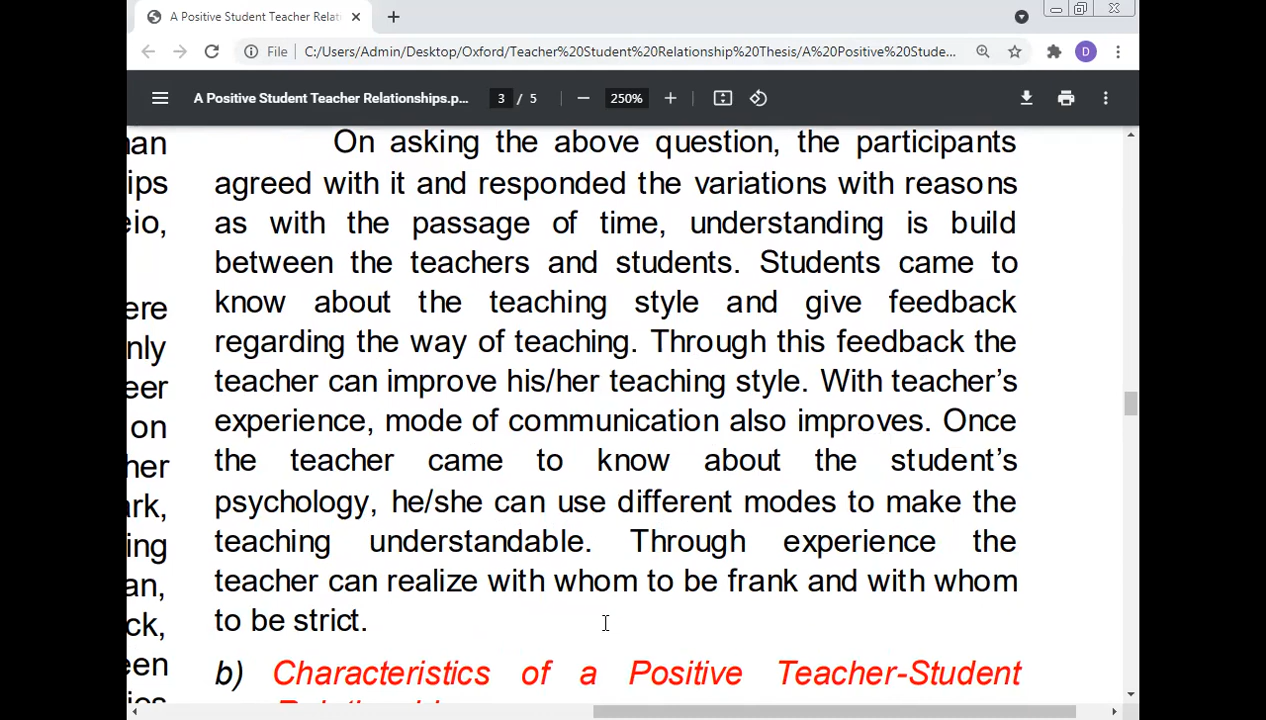 A Positive Student Teacher Relat
File C:/Users/Admin/Desktop/Oxford/Teacher%20Student%20Relationship%20Thesis/A%20Positive%20Stude... D
A Positive Student Teacher Relationships.p... 3 / 5 250%
On asking the above question, the participants
agreed with it and responded the variations with reasons
as with the passage of time, understanding is build
between the teachers and students. Students came to
know about the teaching style and give feedback
regarding the way of teaching. Through this feedback the
teacher can improve his/her teaching style. With teacher’s
experience, mode of communication also improves. Once
the teacher came to know about the student’s
psychology, he/she can use different modes to make the
teaching understandable. Through experience the
teacher can realize with whom to be frank and with whom
to be strict.
b) Characteristics of a Positive Teacher-Student